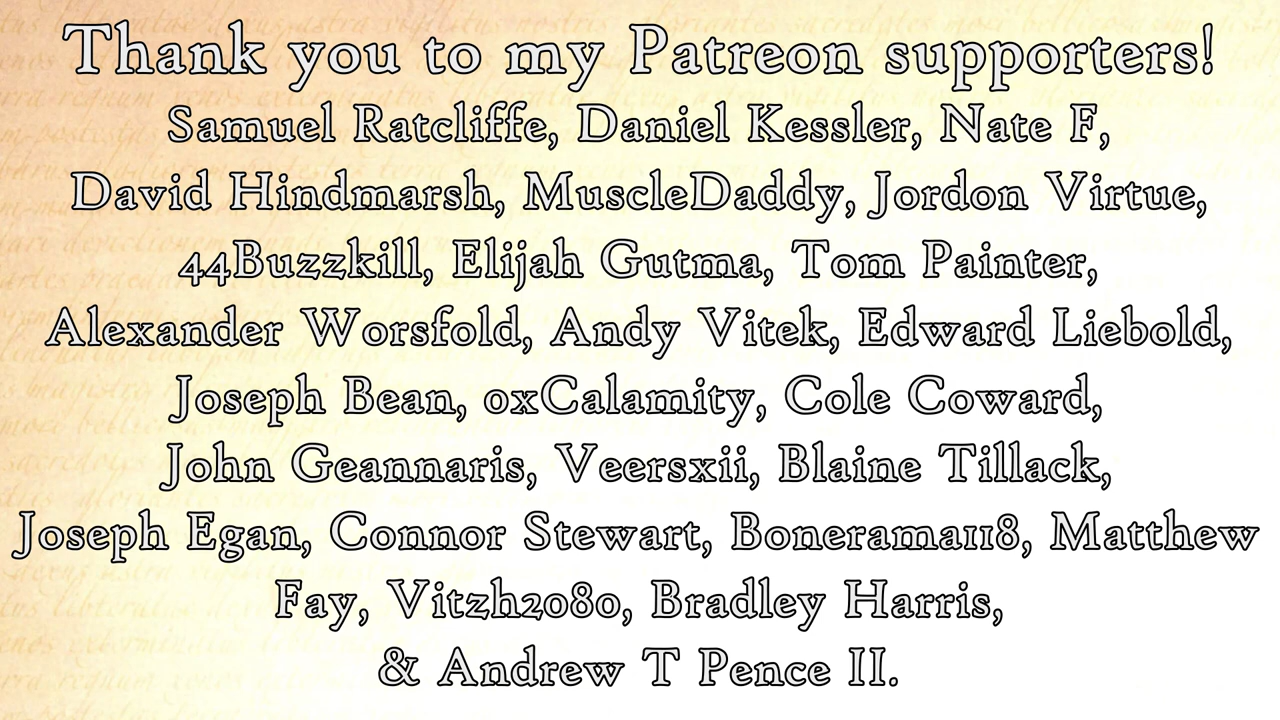 Thank you to my Patreon supporters!
Samuel Ratcliffe, Daniel Kessler, Nate F,
David Hindmarsh, MuscleDaddy, Jordon Virtue,
44Buzzkill, Elijah Gutma, Tom Painter,
Alexander Worsfold, Andy Vitek, Edward Liebold,
Joseph Bean, 0xCalamity, Cole Coward,
John Geannaris, Veersxii, Blaine Tillack,
Joseph Egan, Connor Stewart, Bonerama118, Matthew
Fay, Vitzh2080, Bradley Harris,
& Andrew T Pence II.